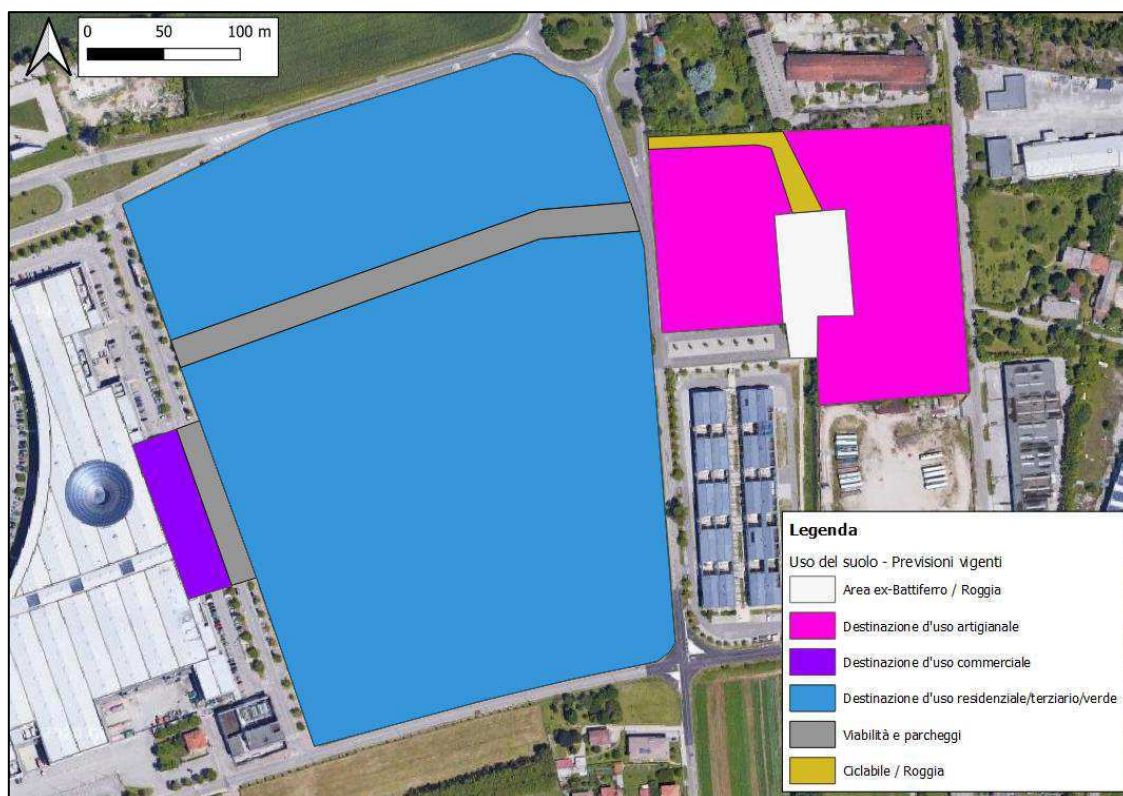 0 50 100 m
Legenda
Uso del suolo - Previsioni vigenti
Area ex-Battiferro / Roggia
Destinazione d'uso artigianale
Destinazione d'uso commerciale
Destinazione d'uso residenziale/terziario/verde
Viabilità e parcheggi
Ciclabile / Roggia